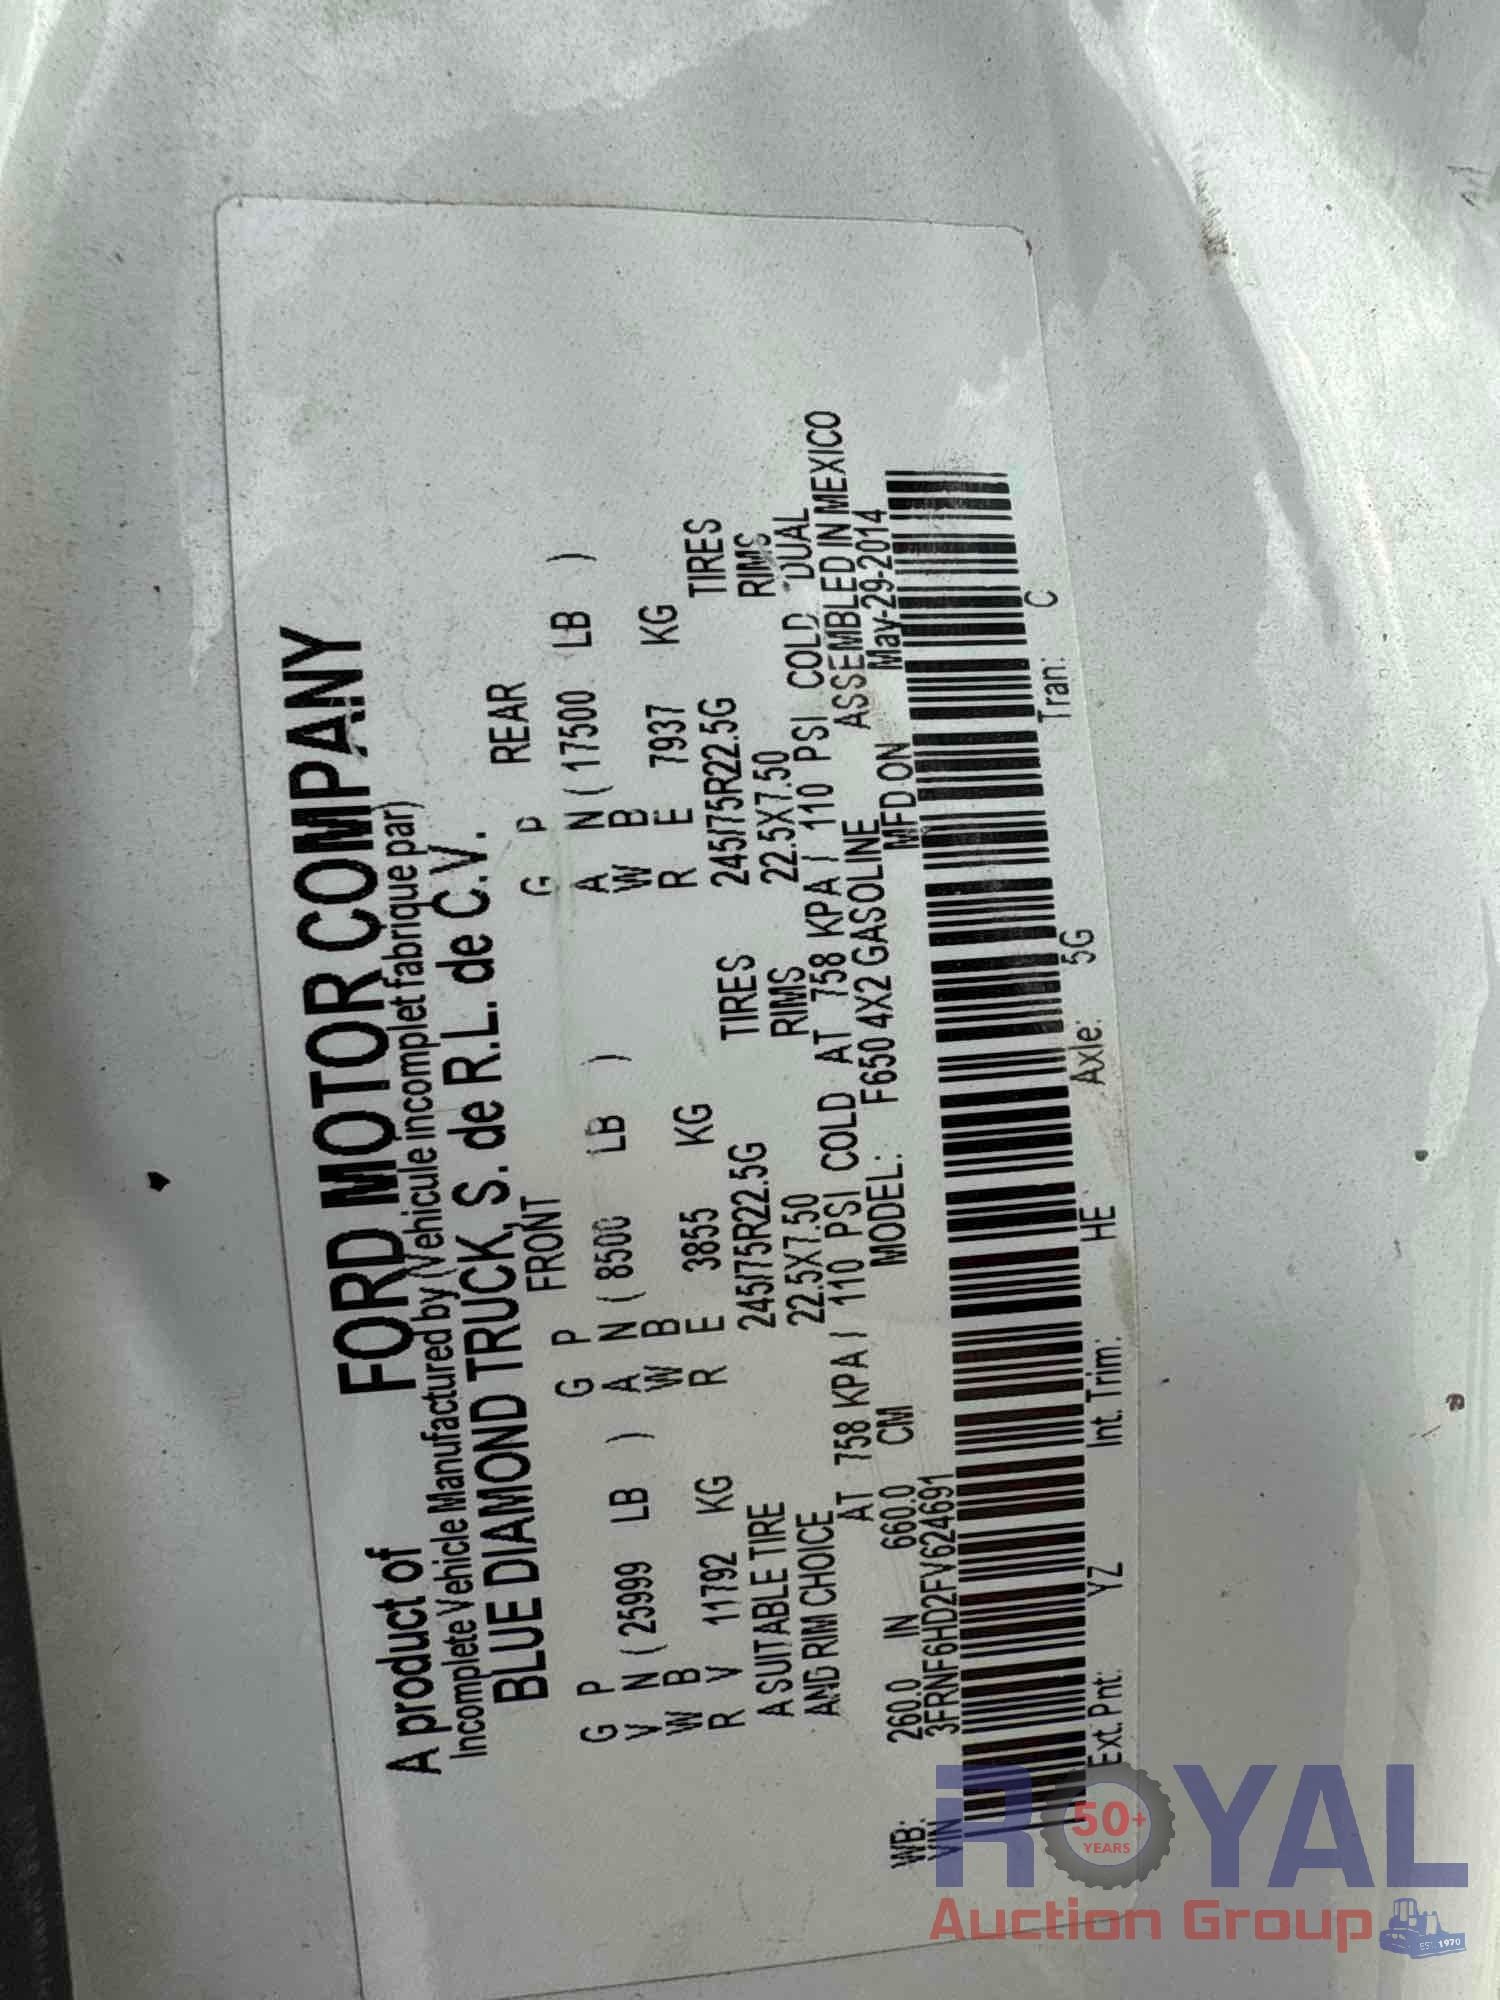 A product of FORD MOTOR COMPANY
Incomplete Vehicle Manufactured by (Vehicule incomplet fabrique par)
BLUE DIAMOND TRUCK, S. de R.L. de C.V.
FRONT REAR
G P G P G P
V N ( 25999 LB ) A N ( 8500 LB ) A N ( 17500 LB )
W B W B W B
R V 11792 KG R E 3855 KG R E 7937 KG
A SUITABLE TIRE 245/75R22.5G TIRES 245/75R22.5G TIRES
AND RIM CHOICE 22.5X7.50 RIMS 22.5X7.50 RIMS
AT 758 KPA / 110 PSI COLD AT 758 KPA / 110 PSI COLD DUAL
MODEL: F650 4X2 GASOLINE ASSEMBLED IN MEXICO
WB: 260.0 IN 660.0 CM MFD ON May-29-2014
VIN 3FRNF6HD2FV624691
Ext. Pnt: YZ Int. Trim: HE Axle: 5G Tran: C
ROYAL
50+
YEARS
Auction Group
EST. 1970